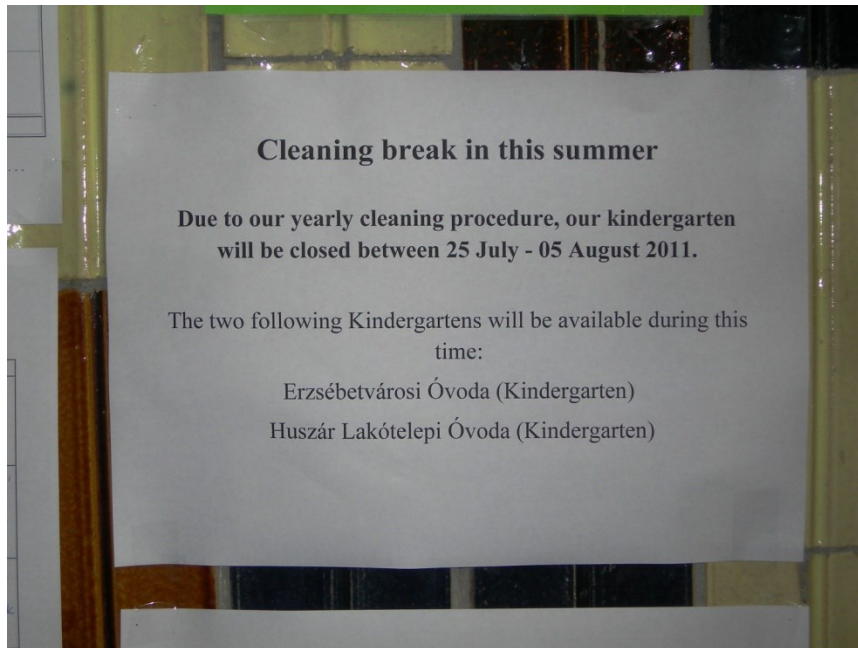 Cleaning break in this summer
Due to our yearly cleaning procedure, our kindergarten
will be closed between 25 July - 05 August 2011.
The two following Kindergartens will be available during this
time:
Erzsébetvárosi Óvoda (Kindergarten)
Huszár Lakótelepi Óvoda (Kindergarten)